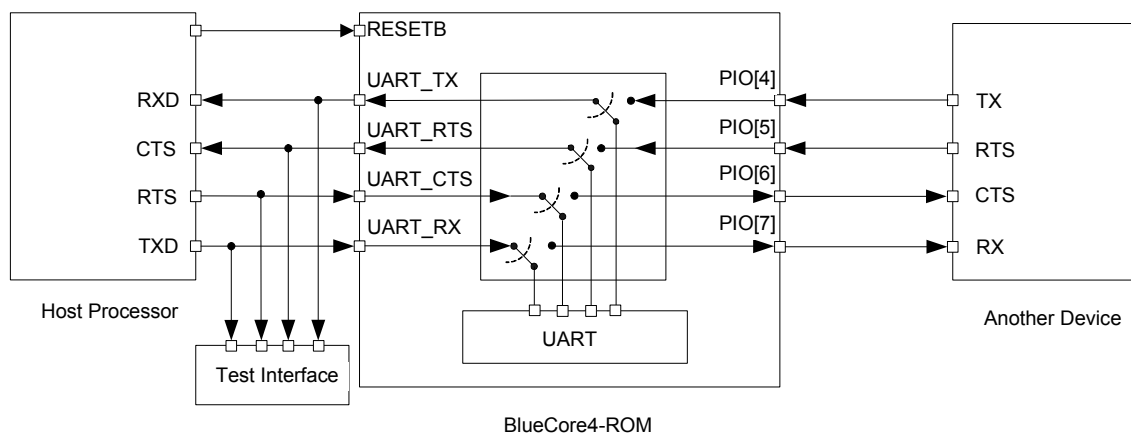 RESETB
UART_TX PIO[4]
RXD TX
UART_RTS PIO[5]
CTS RTS
UART_CTS PIO[6]
RTS CTS
UART_RX PIO[7]
TXD RX
Host Processor
Another Device
UART
Test Interface
BlueCore4-ROM